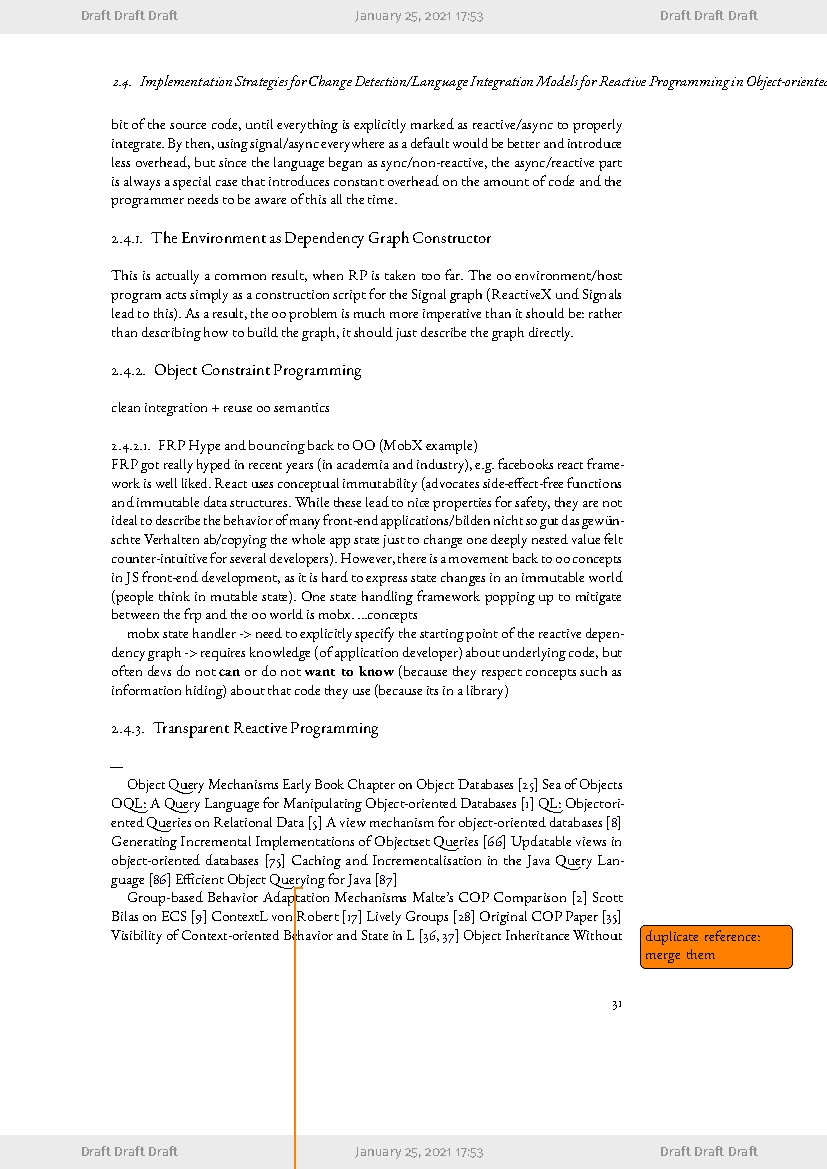 Draft Draft Draft January 25, 2021 17:53 Draft Draft Draft
2.4. Implementation Strategies for Change Detection/Language Integration Models for Reactive Programming in Object-oriented
bit of the source code, until everything is explicitly marked as reactive/async to properly
integrate. By then, using signal/async everywhere as a default would be better and introduce
less overhead, but since the language began as sync/non-reactive, the async/reactive part
is always a special case that introduces constant overhead on the amount of code and the
programmer needs to be aware of this all the time.
2.4.1. The Environment as Dependency Graph Constructor
This is actually a common result, when RP is taken too far. The oo environment/host
program acts simply as a construction script for the Signal graph (ReactiveX und Signals
lead to this). As a result, the oo problem is much more imperative than it should be: rather
than describing how to build the graph, it should just describe the graph directly.
2.4.2. Object Constraint Programming
clean integration + reuse oo semantics
2.4.2.1. FRP Hype and bouncing back to OO (MobX example)
FRP got really hyped in recent years (in academia and industry), e.g. facebooks react frame-
work is well liked. React uses conceptual immutability (advocates side-effect-free functions
and immutable data structures. While these lead to nice properties for safety, they are not
ideal to describe the behavior of many front-end applications/bilden nicht so gut das gewün-
schte Verhalten ab/copying the whole app state just to change one deeply nested value felt
counter-intuitive for several developers). However, there is a movement back to oo concepts
in JS front-end development, as it is hard to express state changes in an immutable world
(people think in mutable state). One state handling framework popping up to mitigate
between the frp and the oo world is mobx. ...concepts
mobx state handler -> need to explicitly specify the starting point of the reactive depen-
dency graph -> requires knowledge (of application developer) about underlying code, but
often devs do not can or do not want to know (because they respect concepts such as
information hiding) about that code they use (because its in a library)
2.4.3. Transparent Reactive Programming
—
Object Query Mechanisms Early Book Chapter on Object Databases [25] Sea of Objects
OQL: A Query Language for Manipulating Object-oriented Databases [1] QL: Objectori-
ented Queries on Relational Data [5] A view mechanism for object-oriented databases [8]
Generating Incremental Implementations of Objectset Queries [66] Updatable views in
object-oriented databases [75] Caching and Incrementalisation in the Java Query Lan-
guage [86] Efficient Object Querying for Java [87]
Group-based Behavior Adaptation Mechanisms Malte's COP Comparison [2] Scott
Bilas on ECS [9] ContextL von Robert [17] Lively Groups [28] Original COP Paper [35]
Visibility of Context-oriented Behavior and State in L [36, 37] Object Inheritance Without
duplicate reference:
merge them
31
Draft Draft Draft January 25, 2021 17:53 Draft Draft Draft